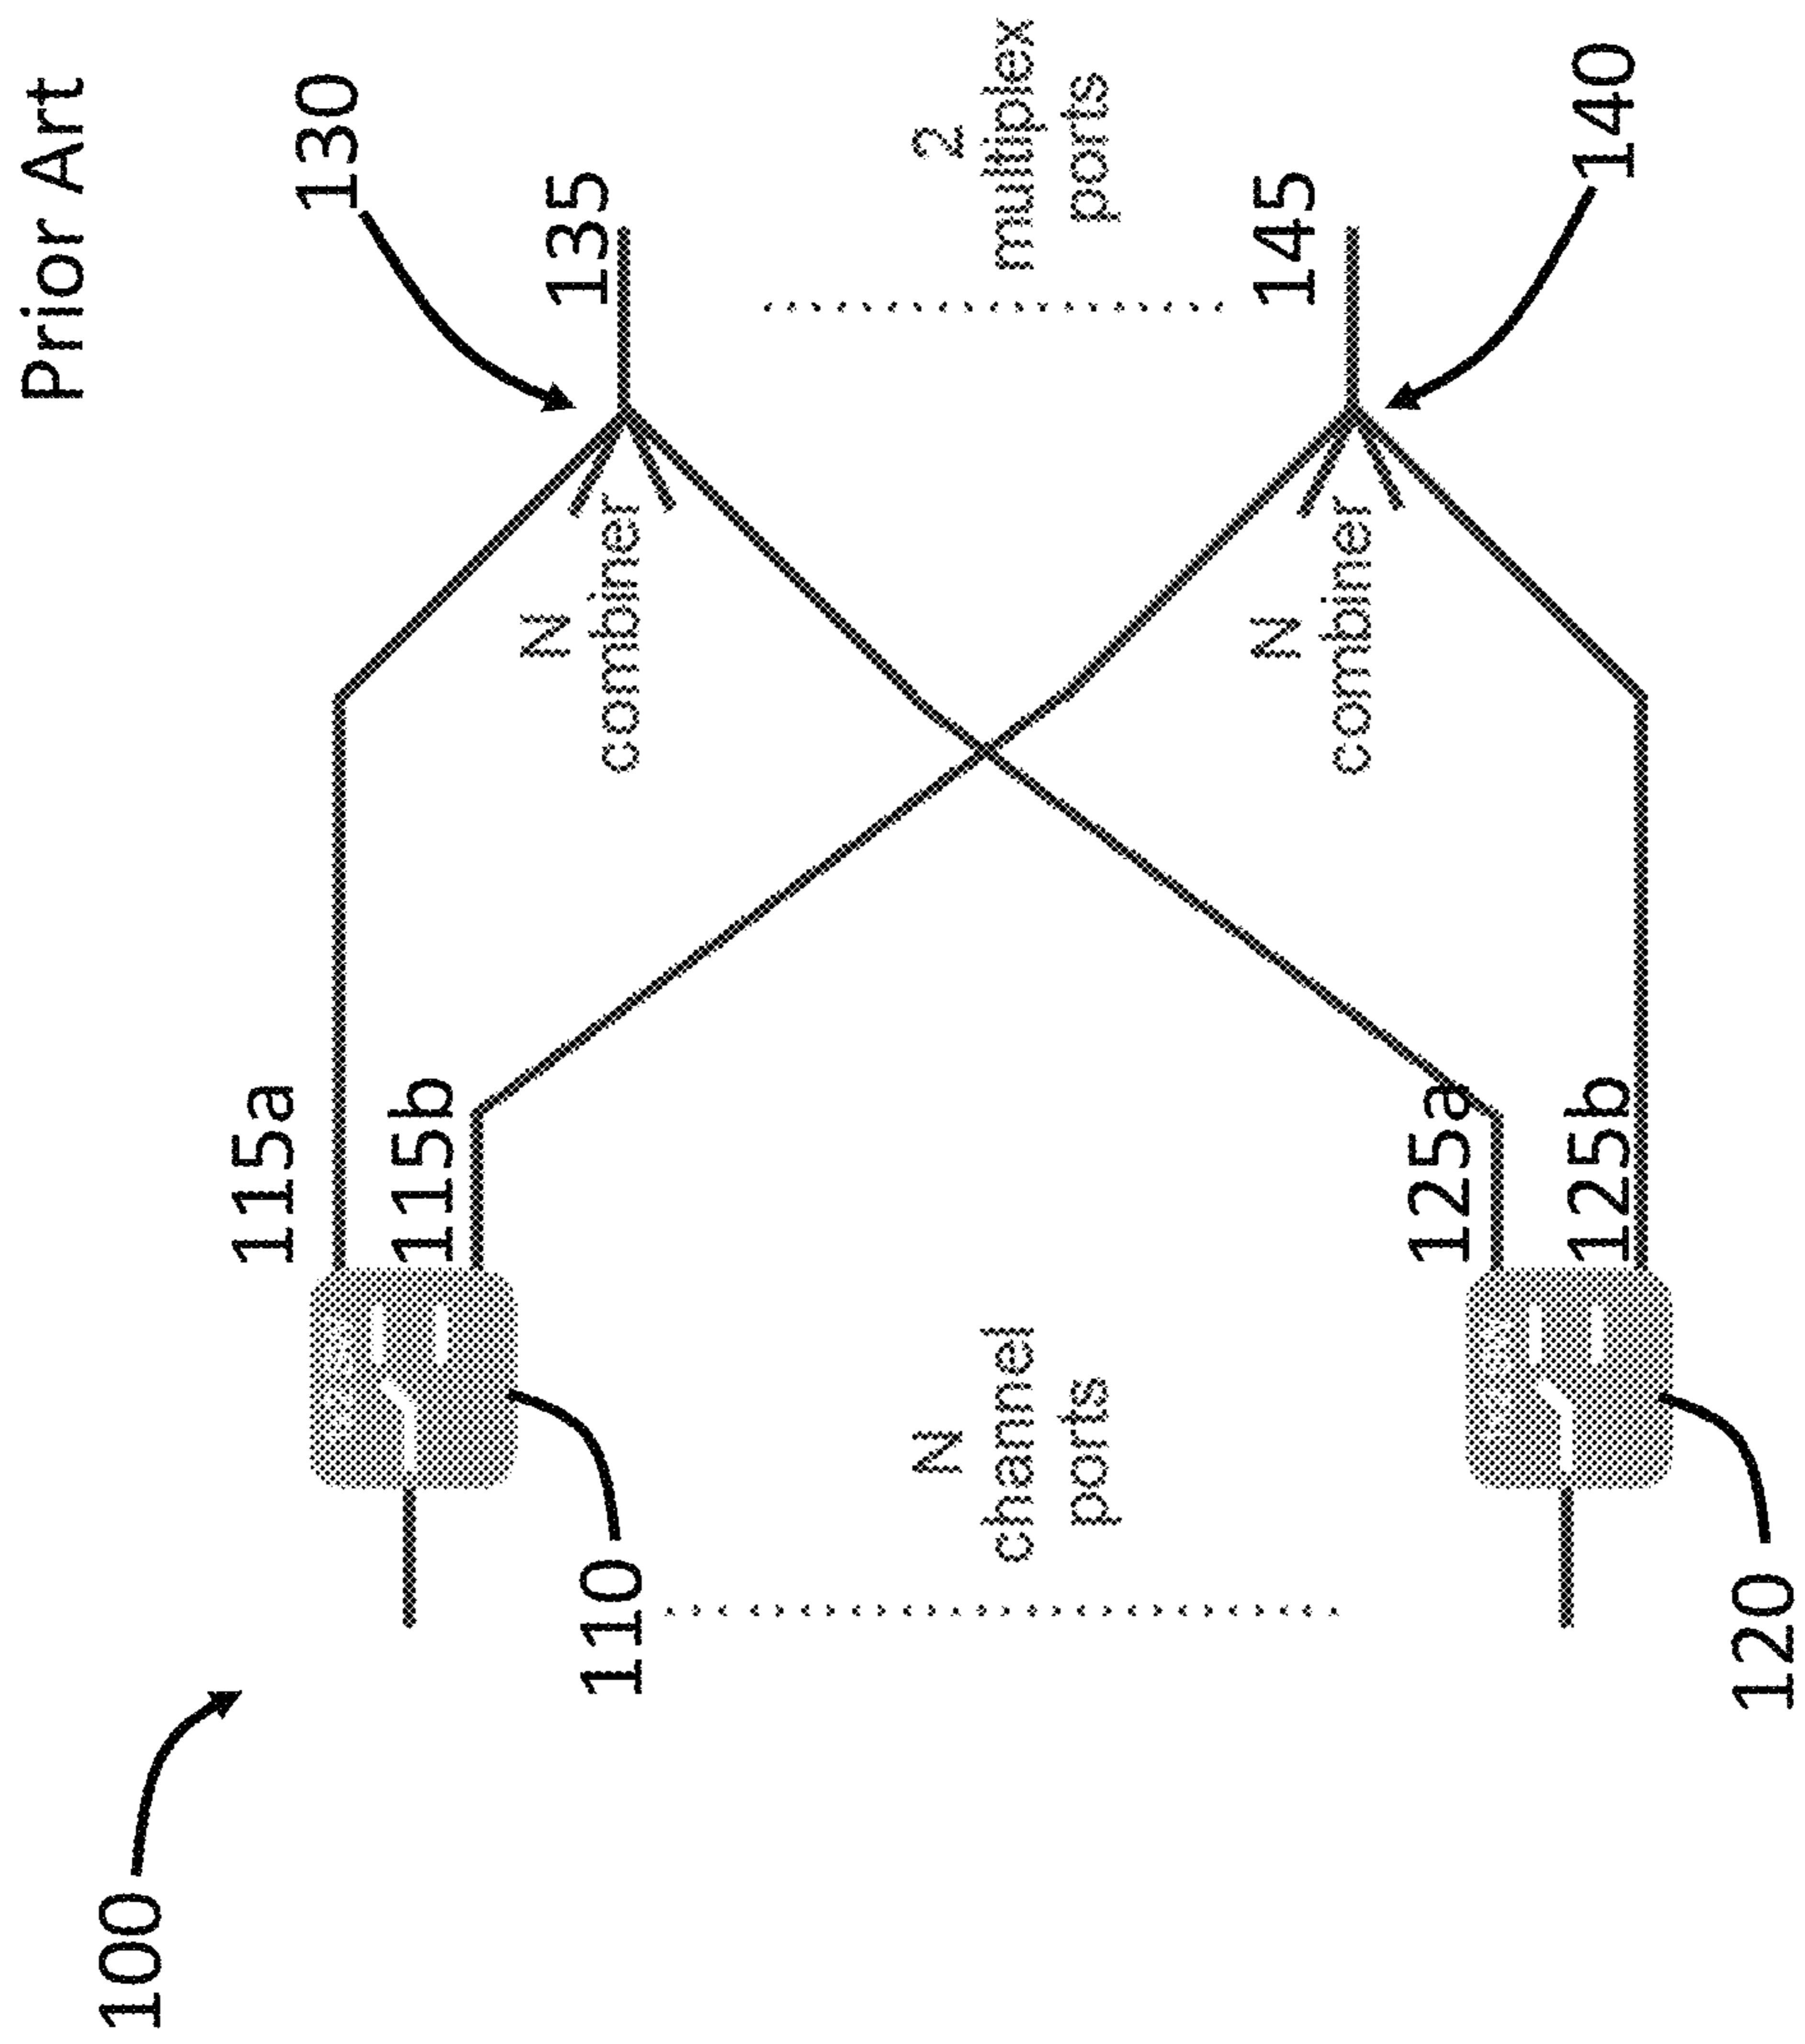 Prior Art
100
130
115a
135
115b
N
combiner
110
N
channel
ports
2
multiplex
ports
125a
145
N
combiner
125b
140
120